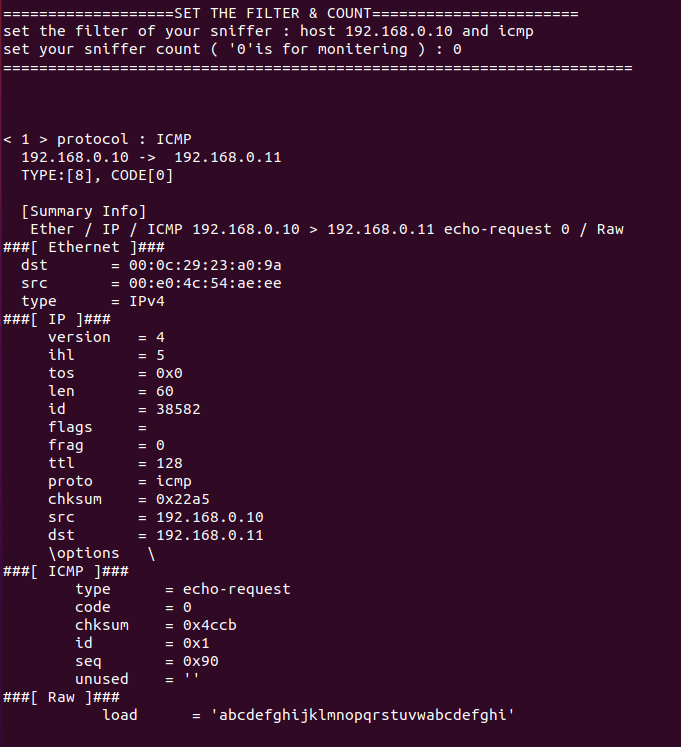 ===================SET THE FILTER & COUNT=======================
set the filter of your sniffer : host 192.168.0.10 and icmp
set your sniffer count ( '0'is for monitering ) : 0
======================================================================
< 1 > protocol : ICMP
192.168.0.10 ->  192.168.0.11
TYPE:[8], CODE[0]
[Summary Info]
Ether / IP / ICMP 192.168.0.10 > 192.168.0.11 echo-request 0 / Raw
###[ Ethernet ]###
  dst       = 00:0c:29:23:a0:9a
  src       = 00:e0:4c:54:ae:ee
  type      = IPv4
###[ IP ]###
     version   = 4
     ihl       = 5
     tos       = 0x0
     len       = 60
     id        = 38582
     flags     =
     frag      = 0
     ttl       = 128
     proto     = icmp
     chksum    = 0x22a5
     src       = 192.168.0.10
     dst       = 192.168.0.11
     \options   \
###[ ICMP ]###
        type      = echo-request
        code      = 0
        chksum    = 0x4ccb
        id        = 0x1
        seq       = 0x90
        unused    = ''
###[ Raw ]###
           load      = 'abcdefghijklmnopqrstuvwabcdefghi'